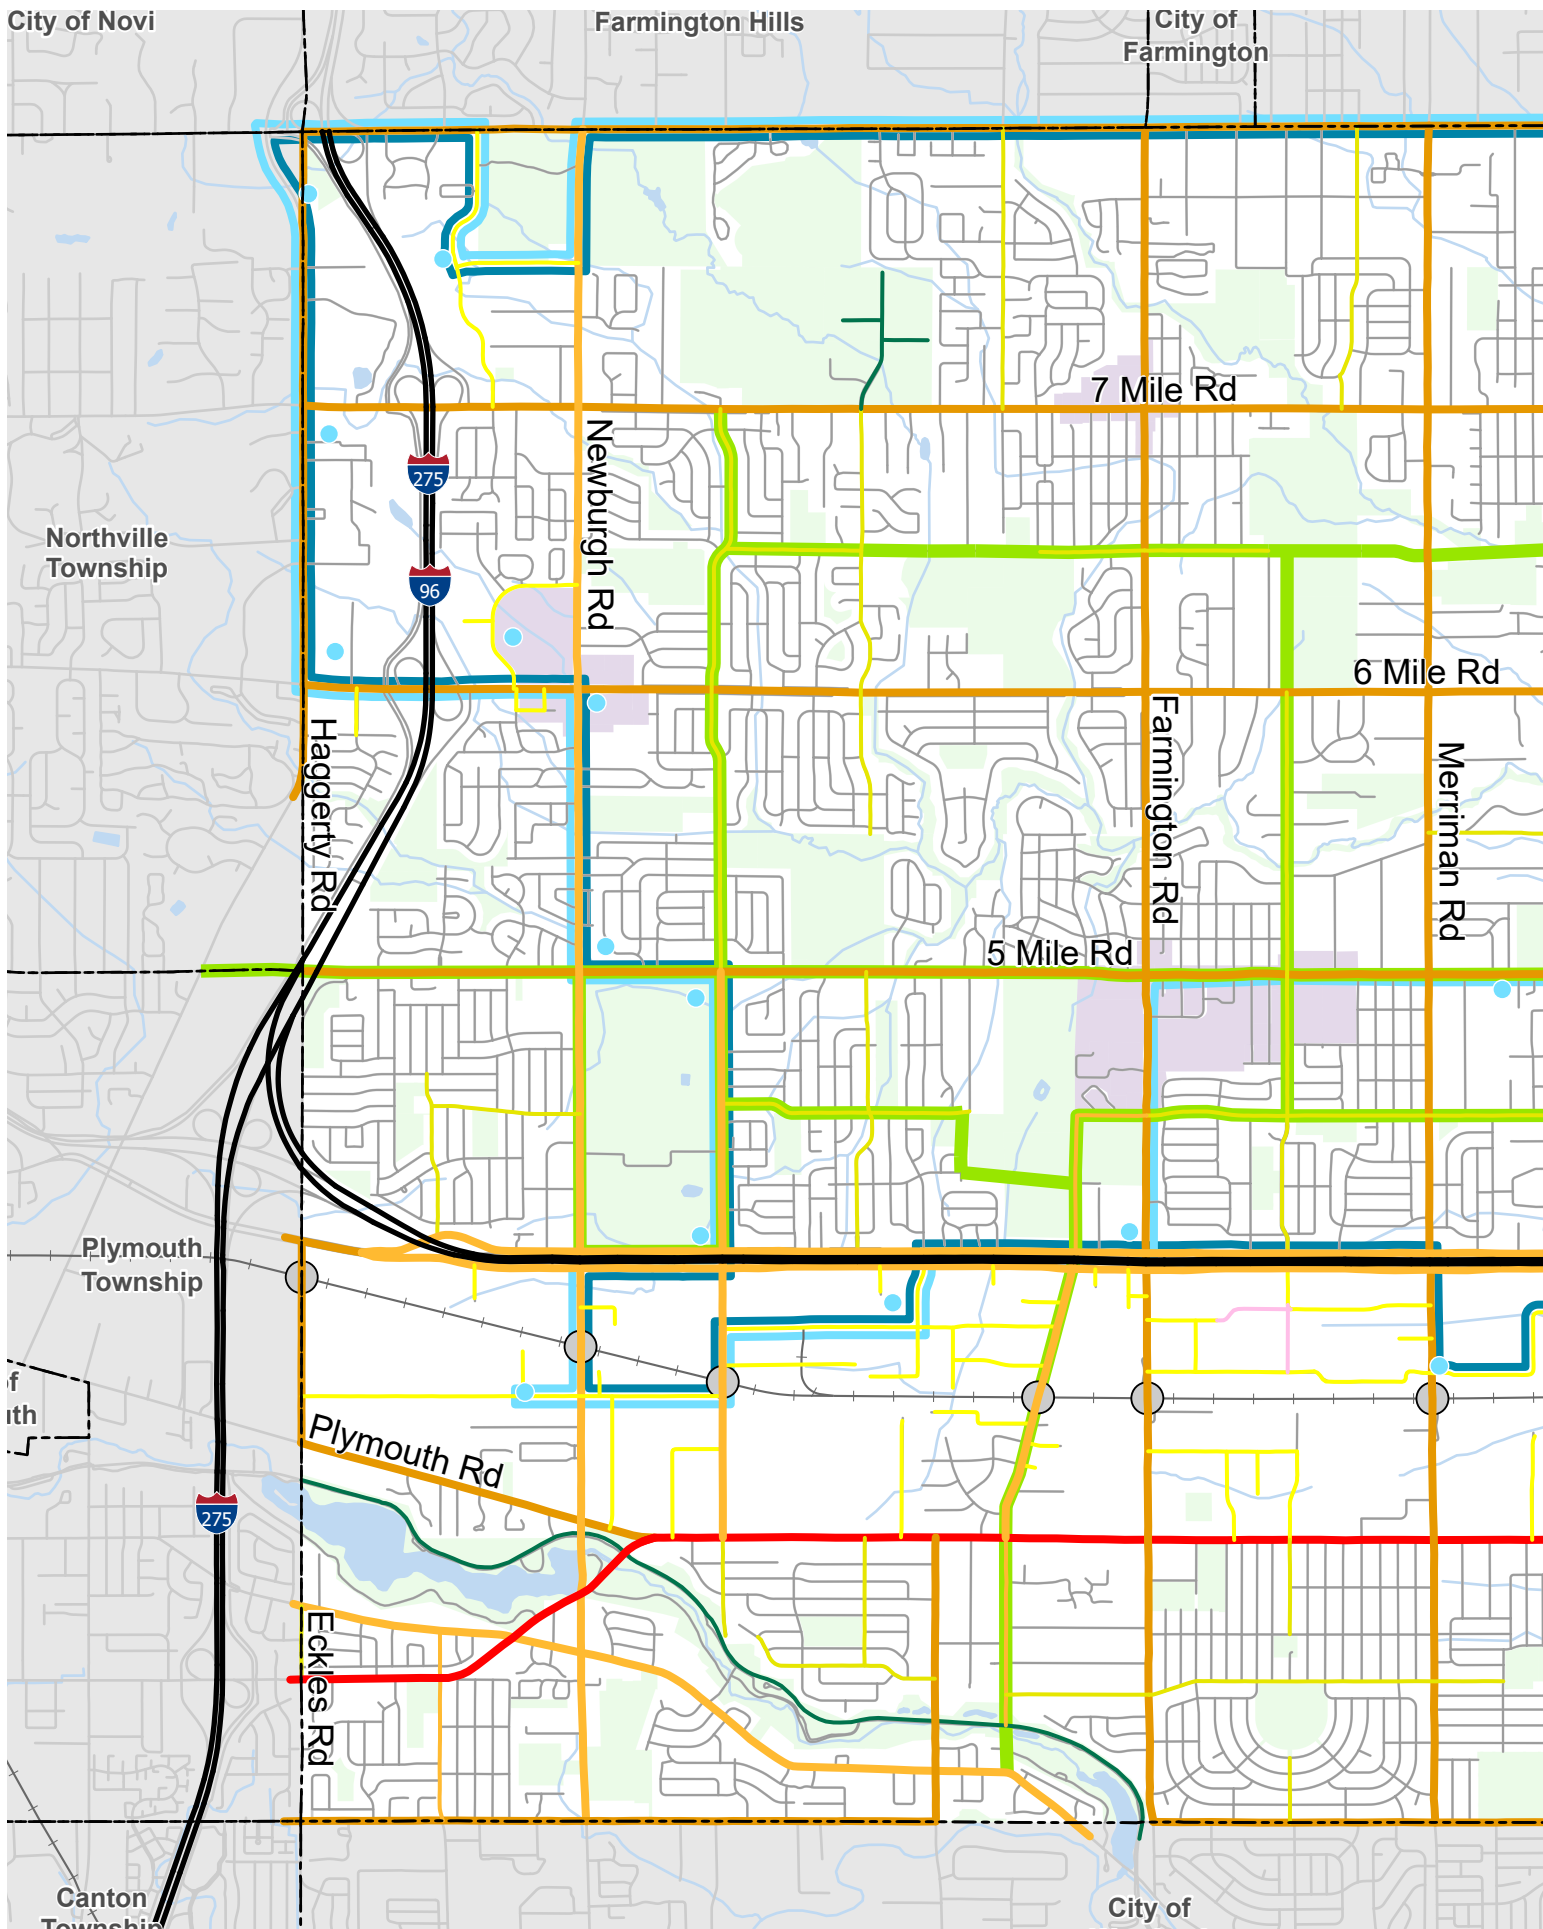 City of Novi
Farmington Hills
City of
Farmington
7 Mile Rd
Newburgh Rd
275
Northville
Township
96
6 Mile Rd
Haggerty Rd
Farmington Rd
Merriman Rd
5 Mile Rd
Plymouth
Township
f
th
Plymouth Rd
275
Eckles Rd
Canton
Township
City of